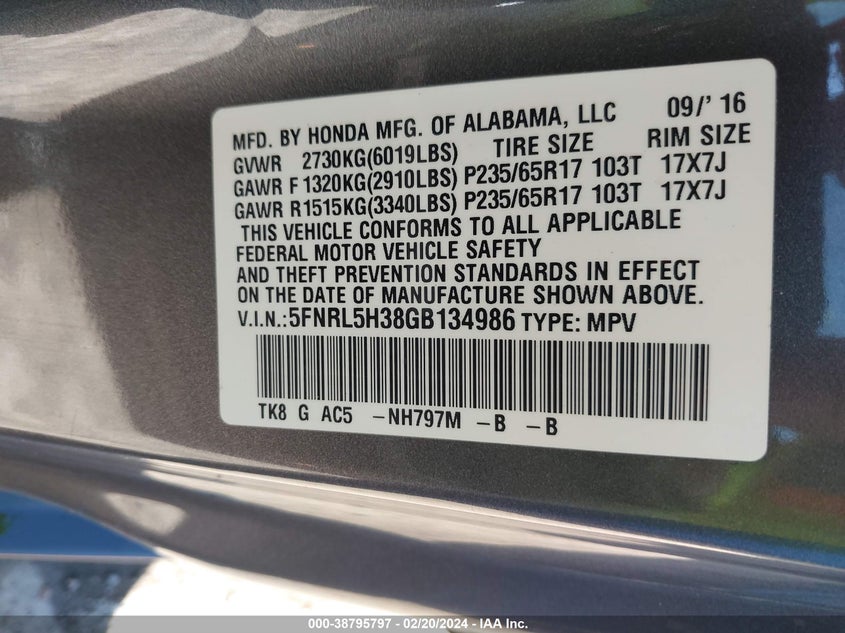 MFD. BY HONDA MFG. OF ALABAMA, LLC 09/' 16
GVWR 2730KG(6019LBS) TIRE SIZE RIM SIZE
GAWR F 1320KG(2910LBS) P235/65R17 103T 17X7J
GAWR R1515KG(3340LBS) P235/65R17 103T 17X7J
THIS VEHICLE CONFORMS TO ALL APPLICABLE
FEDERAL MOTOR VEHICLE SAFETY
AND THEFT PREVENTION STANDARDS IN EFFECT
ON THE DATE OF MANUFACTURE SHOWN ABOVE.
V.I.N.:5FNRL5H38GB134986 TYPE: MPV
TK8 G AC5 -NH797M -B -B
000-38795797 - 02/20/2024 - IAA Inc.